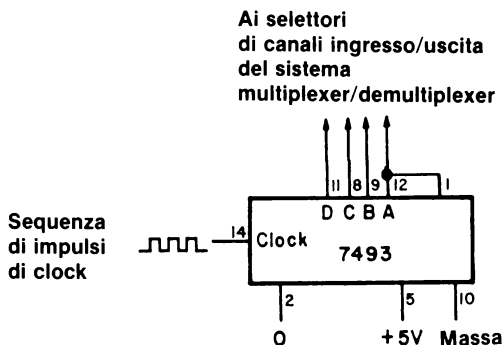 Ai selettori
di canali ingresso/uscita
del sistema
multiplexer/demultiplexer
11 8 9 12 1
D C B A
Sequenza
di impulsi
di clock
14 Clock
7493
2 5 10
0 +5V Massa